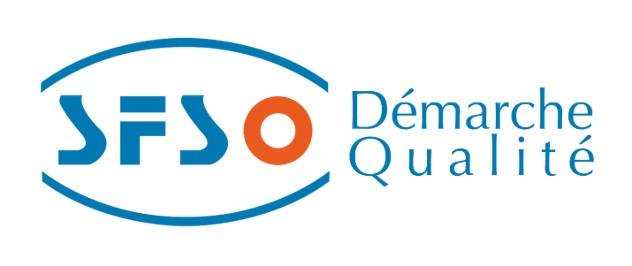 SFSO
Démarche
Qualité